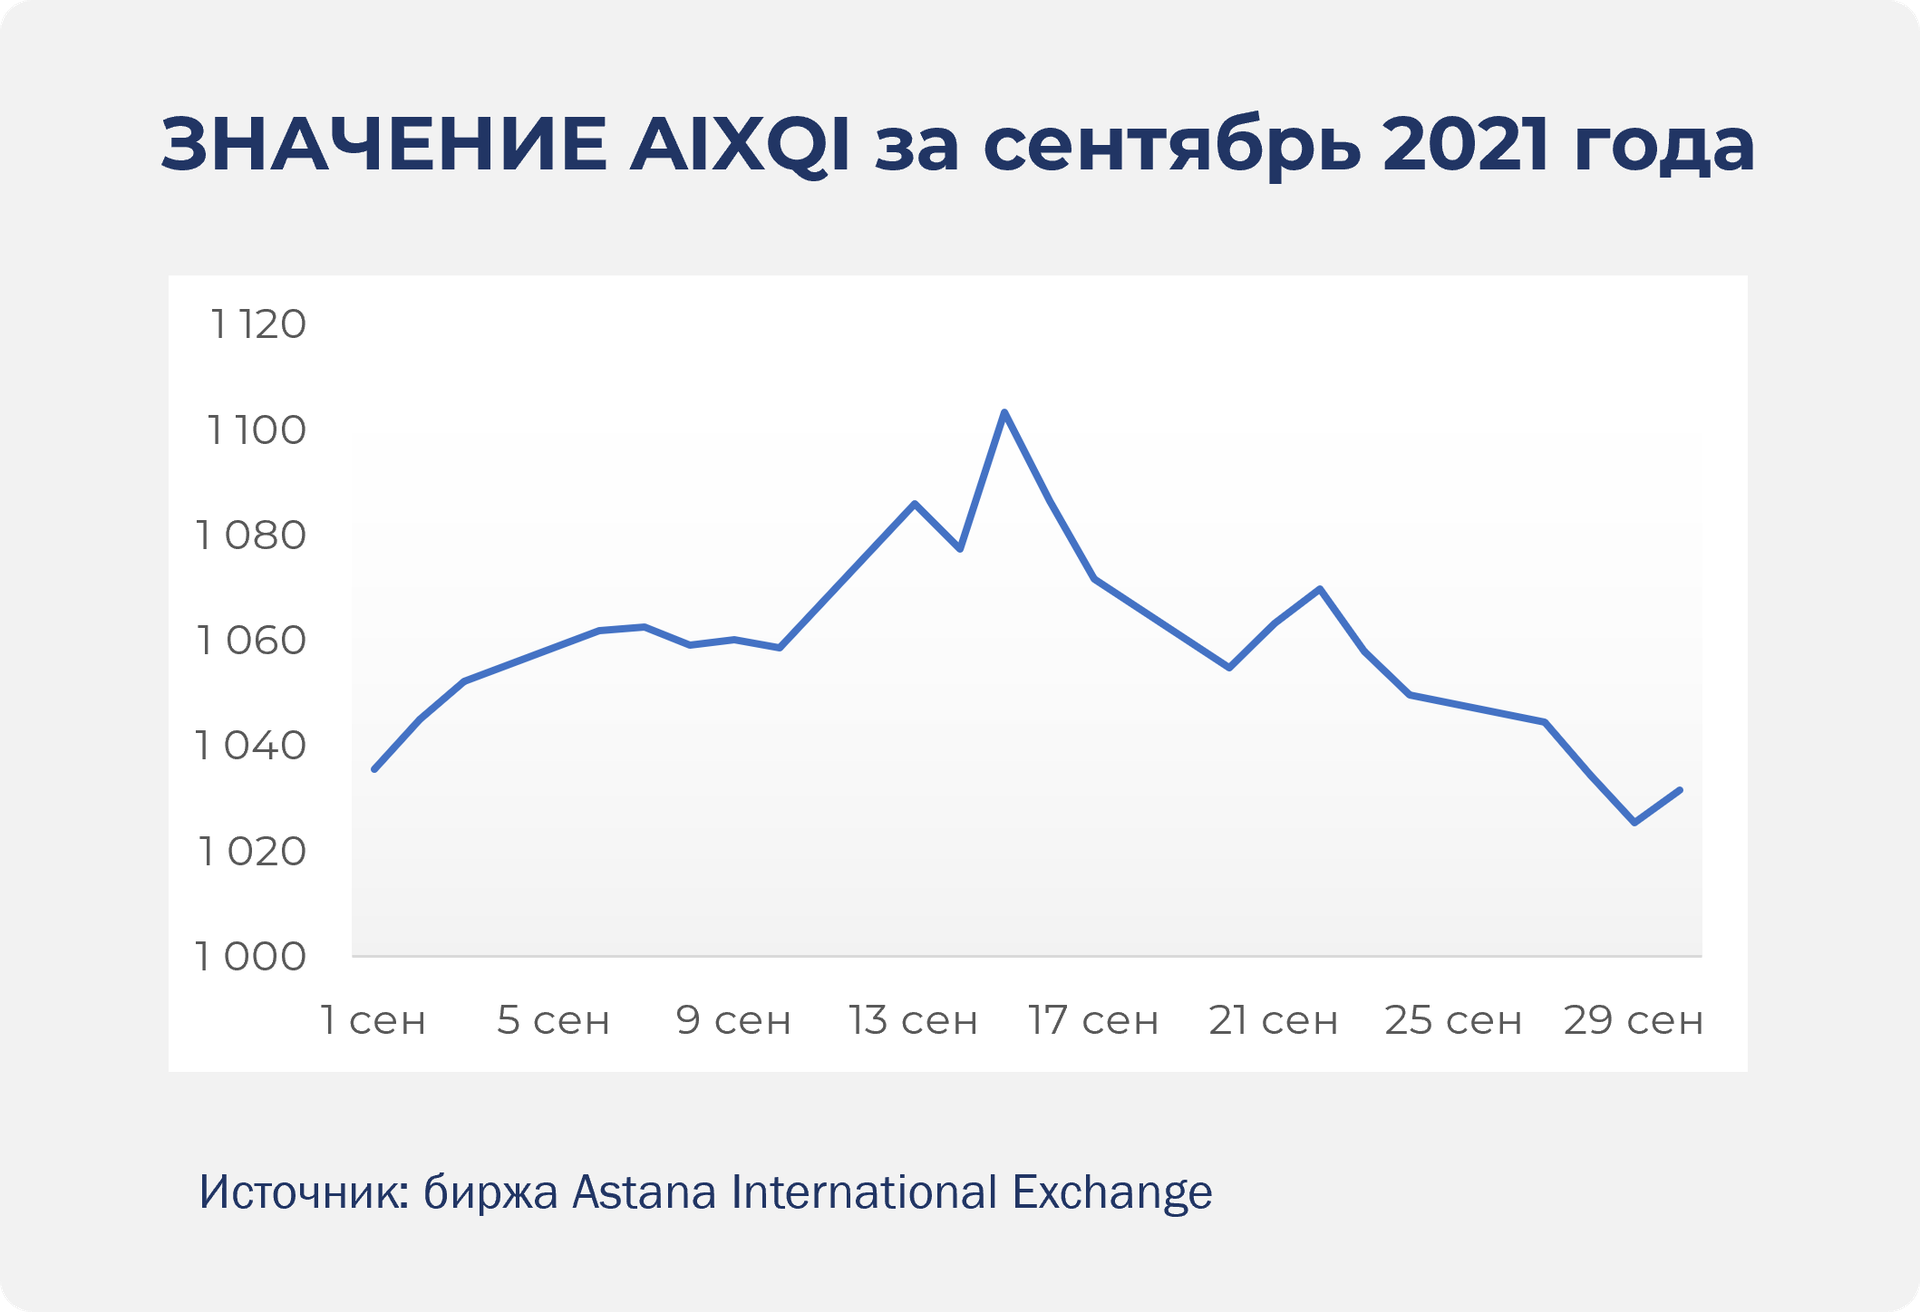 ЗНАЧЕНИЕ AIXQI за сентябрь 2021 года
1 120
1 100
1 080
1 060
1 040
1 020
1 000
1 сен 5 сен 9 сен 13 сен 17 сен 21 сен 25 сен 29 сен
Источник: биржа Astana International Exchange